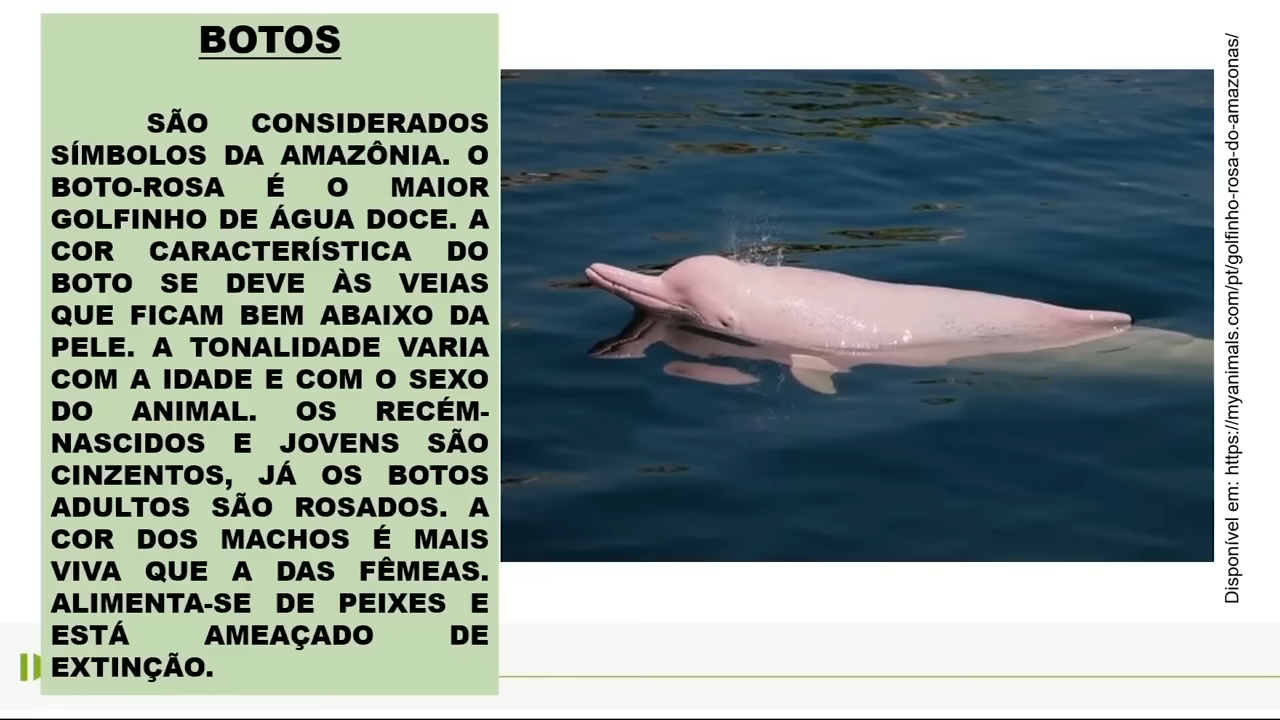 BOTOS
SÃO CONSIDERADOS
SÍMBOLOS DA AMAZÔNIA. O
BOTO-ROSA É O MAIOR
GOLFINHO DE ÁGUA DOCE. A
COR CARACTERÍSTICA DO
BOTO SE DEVE ÀS VEIAS
QUE FICAM BEM ABAIXO DA
PELE. A TONALIDADE VARIA
COM A IDADE E COM O SEXO
DO ANIMAL. OS RECÉM-
NASCIDOS E JOVENS SÃO
CINZENTOS, JÁ OS BOTOS
ADULTOS SÃO ROSADOS. A
COR DOS MACHOS É MAIS
VIVA QUE A DAS FÊMEAS.
ALIMENTA-SE DE PEIXES E
ESTÁ AMEAÇADO DE
EXTINÇÃO.
Disponível em: https://myanimals.com/pt/golfinho-rosa-do-amazonas/